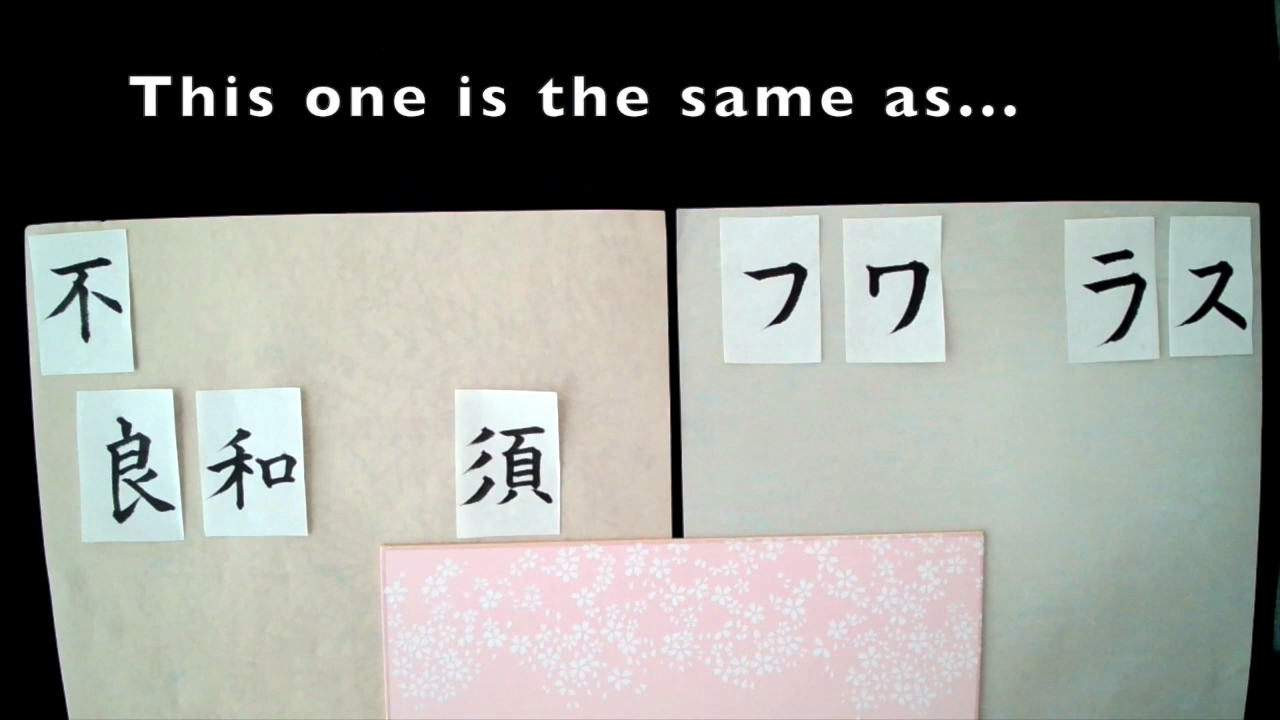 This one is the same as...
不
良 和 須
フ ワ ラ ス